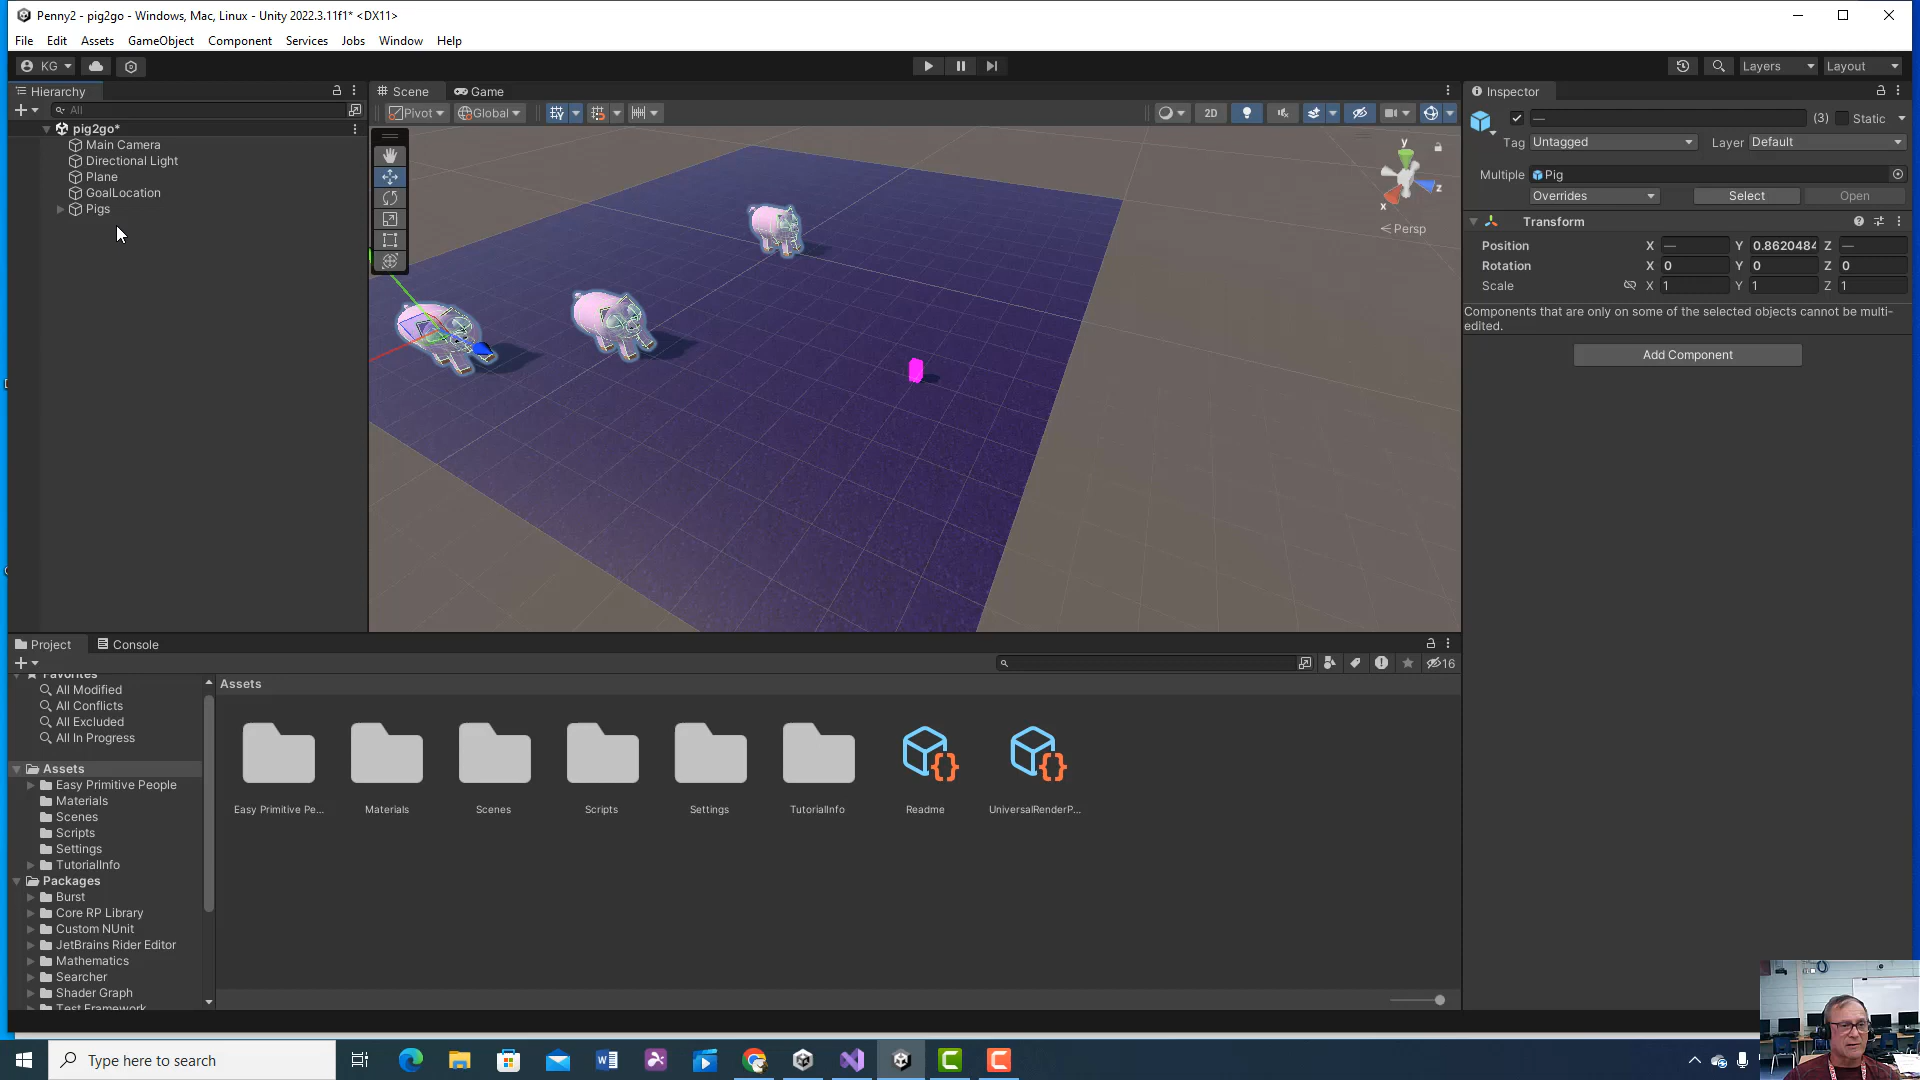 Penny2 - pig2go - Windows, Mac, Linux - Unity 2022.3.11f1* <DX11>
File Edit Assets GameObject Component Services Jobs Window Help
KG
Layers
Layout
Hierarchy
All
pig2go*
Main Camera
Directional Light
Plane
GoalLocation
Pigs
Scene
Game
Pivot
Global
2D
y
z
x
Persp
Inspector
—
(3)
Static
Tag
Untagged
Layer
Default
Multiple
Pig
Overrides
Select
Open
Transform
Position X — Y 0.8620484 Z —
Rotation X 0 Y 0 Z 0
Scale X 1 Y 1 Z 1
Components that are only on some of the selected objects cannot be multi-
edited.
Add Component
Project
Console
16
Favorites
All Modified
All Conflicts
All Excluded
All In Progress
Assets
Easy Primitive People
Materials
Scenes
Scripts
Settings
TutorialInfo
Packages
Burst
Core RP Library
Custom NUnit
JetBrains Rider Editor
Mathematics
Searcher
Shader Graph
Test Framework
Assets
Easy Primitive Pe...
Materials
Scenes
Scripts
Settings
TutorialInfo
Readme
UniversalRenderP...
Type here to search